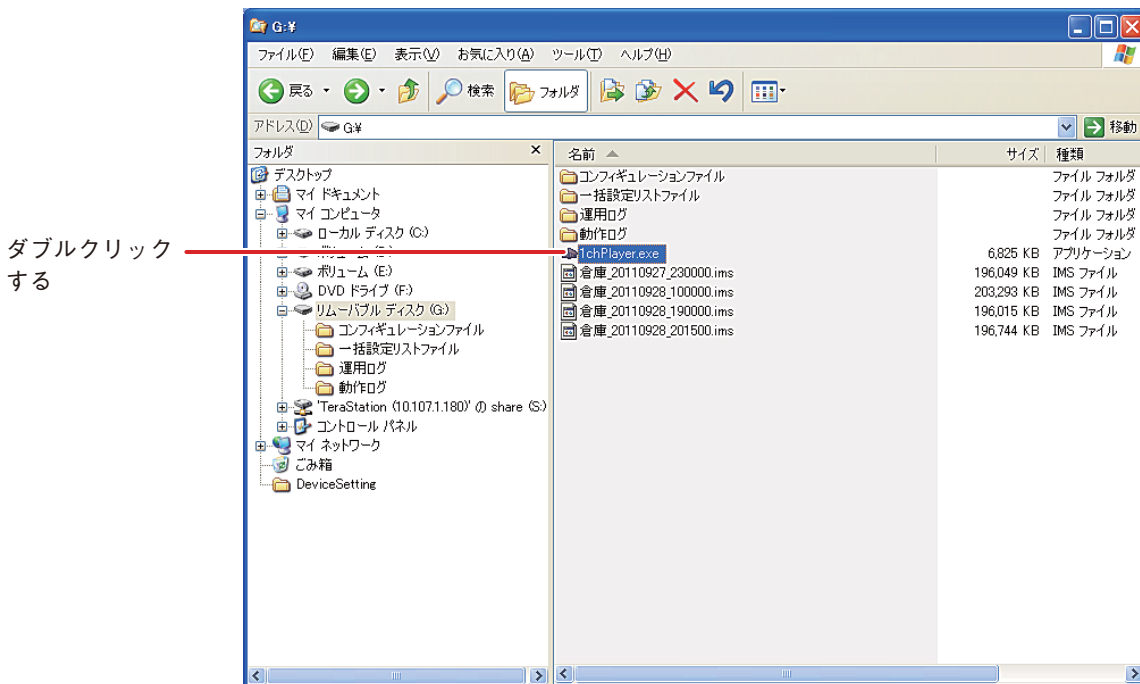 G:¥
ファイル(F) 編集(E) 表示(V) お気に入り(A) ツール(T) ヘルプ(H)
戻る 検索 フォルダ
アドレス(D) G:¥ 移動
フォルダ ×
デスクトップ
マイ ドキュメント
マイ コンピュータ
ローカル ディスク (C:)
ボリューム (E:)
DVD ドライブ (F:)
リムーバブル ディスク (G:)
コンフィギュレーションファイル
一括設定リストファイル
運用ログ
動作ログ
'TeraStation (10.107.1.180)' の share (S:)
コントロール パネル
マイ ネットワーク
ごみ箱
DeviceSetting
名前 サイズ 種類
コンフィギュレーションファイル ファイル フォルダ
一括設定リストファイル ファイル フォルダ
運用ログ ファイル フォルダ
動作ログ ファイル フォルダ
1chPlayer.exe 6,825 KB アプリケーション
倉庫_20110927_230000.ims 196,049 KB IMS ファイル
倉庫_20110928_100000.ims 203,293 KB IMS ファイル
倉庫_20110928_190000.ims 196,015 KB IMS ファイル
倉庫_20110928_201500.ims 196,744 KB IMS ファイル
ダブルクリック
する